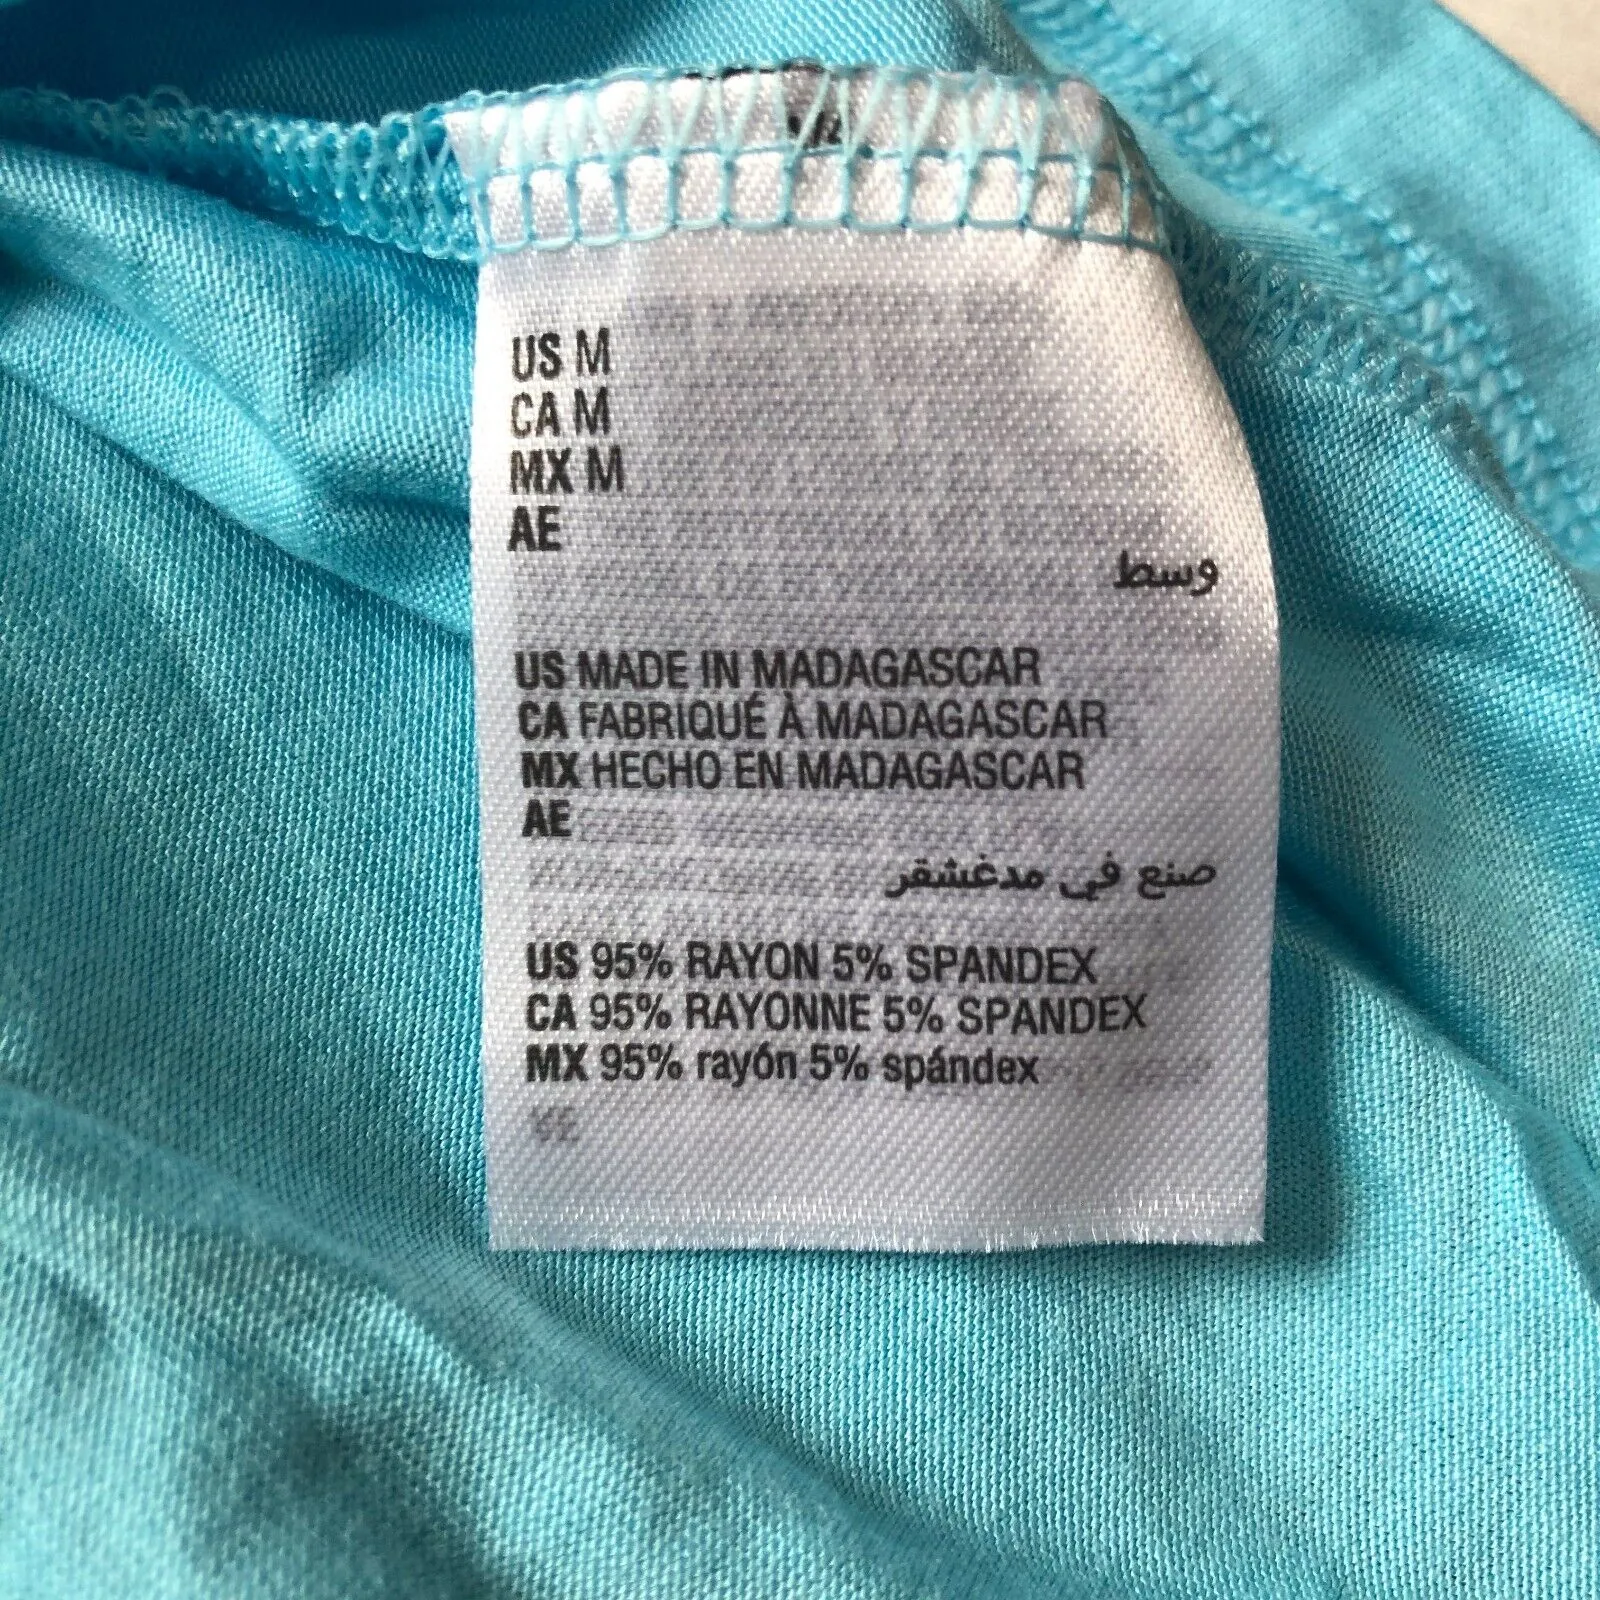 US M
CA M
MX M
AE
وسط
US MADE IN MADAGASCAR
CA FABRIQUÉ À MADAGASCAR
MX HECHO EN MADAGASCAR
AE
صنع في مدغشقر
US 95% RAYON 5% SPANDEX
CA 95% RAYONNE 5% SPANDEX
MX 95% rayón 5% spándex